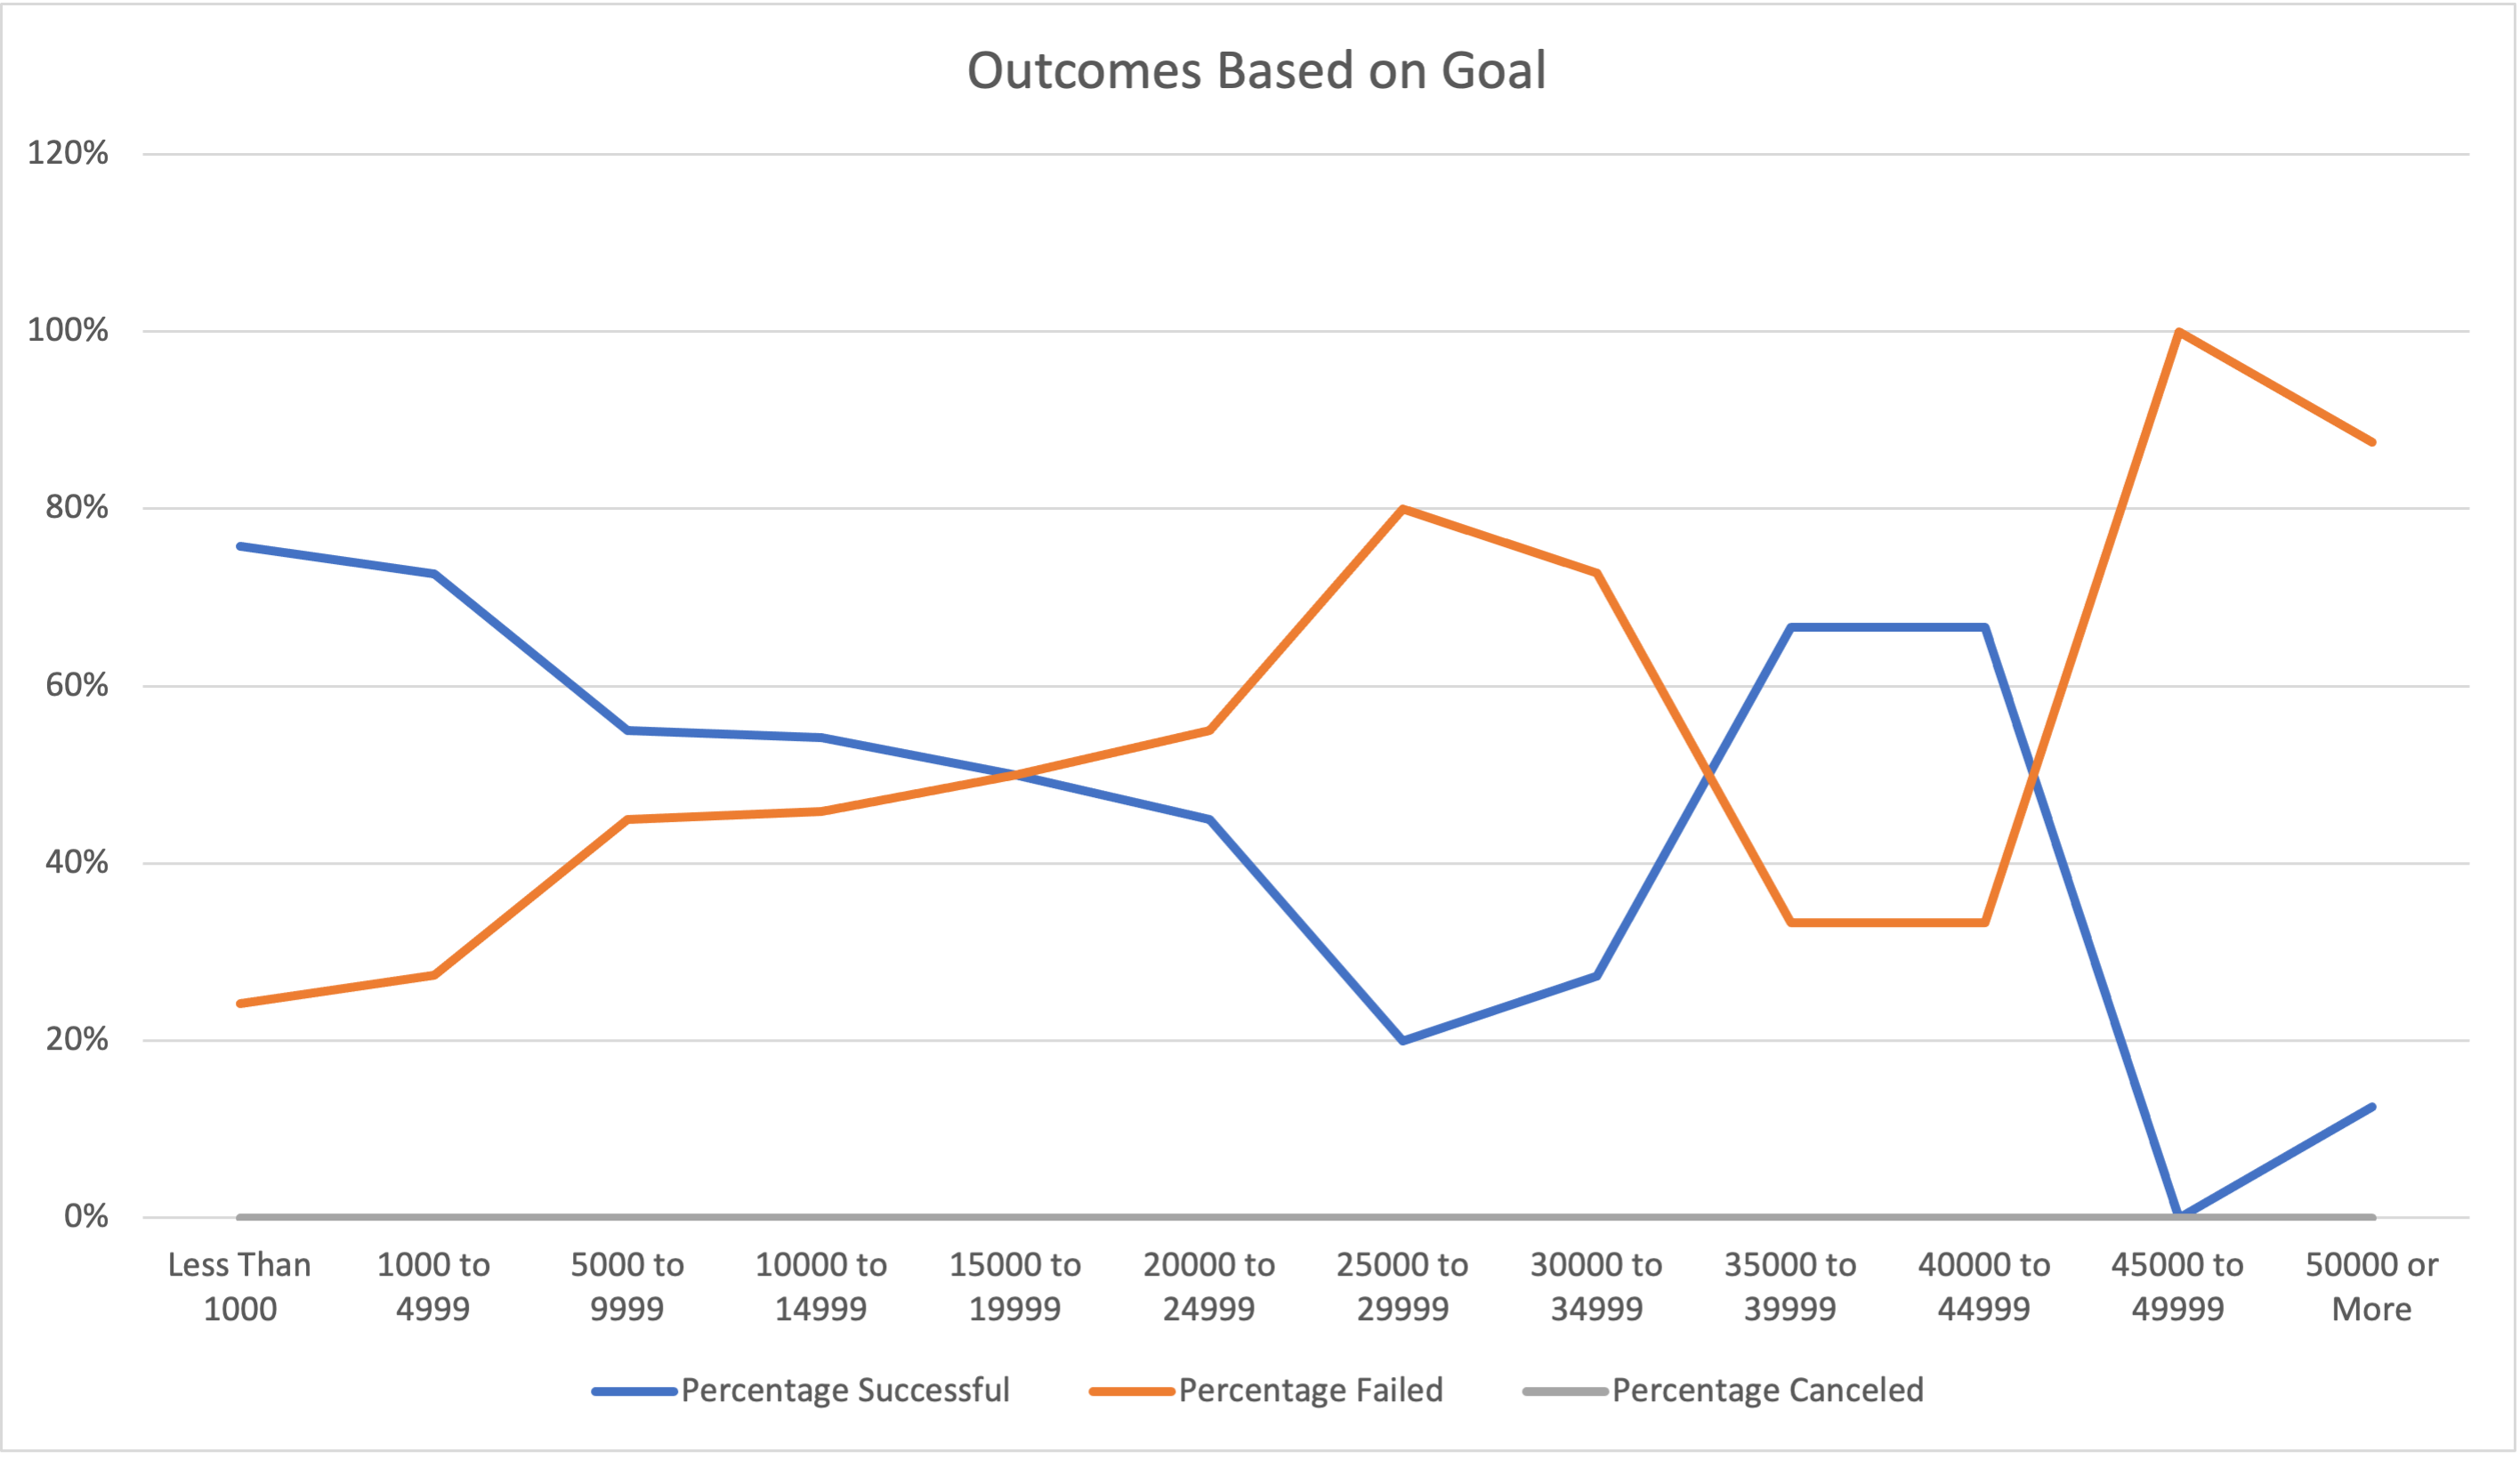 Outcomes Based on Goal
120%
100%
80%
60%
40%
20%
0%
Less Than 1000
1000 to 4999
5000 to 9999
10000 to 14999
15000 to 19999
20000 to 24999
25000 to 29999
30000 to 34999
35000 to 39999
40000 to 44999
45000 to 49999
50000 or More
Percentage Successful
Percentage Failed
Percentage Canceled